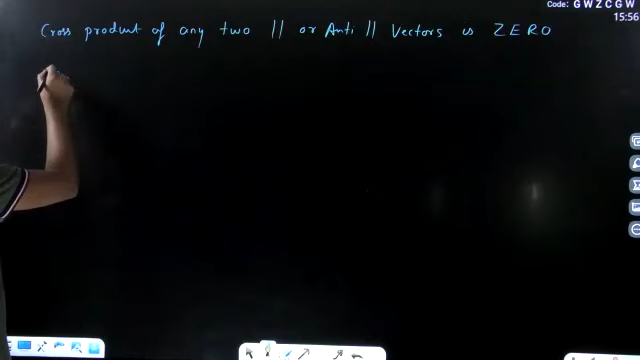 Code: GWZCGW
15:56
Cross product of any two || or Anti || Vectors is ZERO